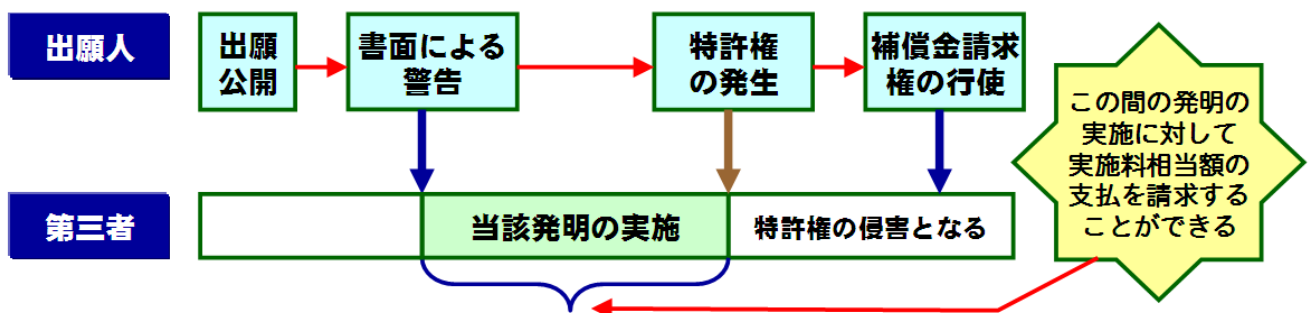 出願人
出願
公開
書面による
警告
特許権
の発生
補償金請求
権の行使
この間の発明の
実施に対して
実施料相当額の
支払を請求する
ことができる
第三者
当該発明の実施
特許権の侵害となる